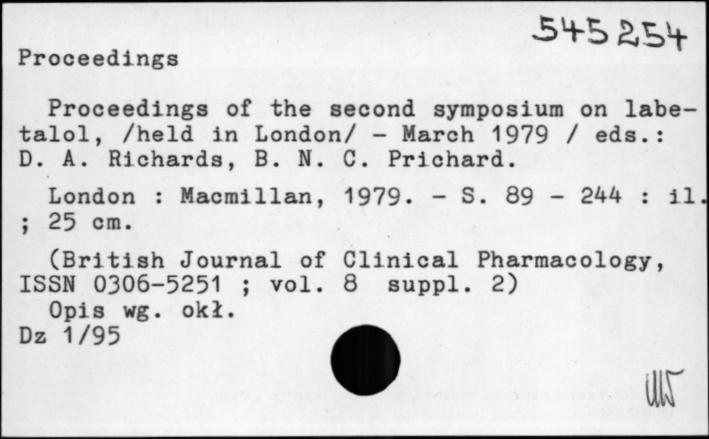 545254
Proceedings
Proceedings of the second symposium on labe-
talol, /held in London/ - March 1979 / eds.:
D. A. Richards, B. N. C. Prichard.
London : Macmillan, 1979. - S. 89 - 244 : il.
; 25 cm.
(British Journal of Clinical Pharmacology,
ISSN 0306-5251 ; vol. 8 suppl. 2)
Opis wg. okł.
Dz 1/95